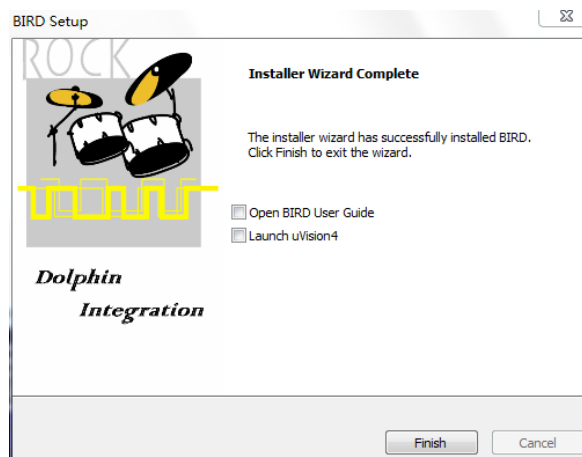 BIRD Setup
ROCK
Installer Wizard Complete
The installer wizard has successfully installed BIRD.
Click Finish to exit the wizard.
Open BIRD User Guide
Launch uVision4
Dolphin
Integration
Finish
Cancel